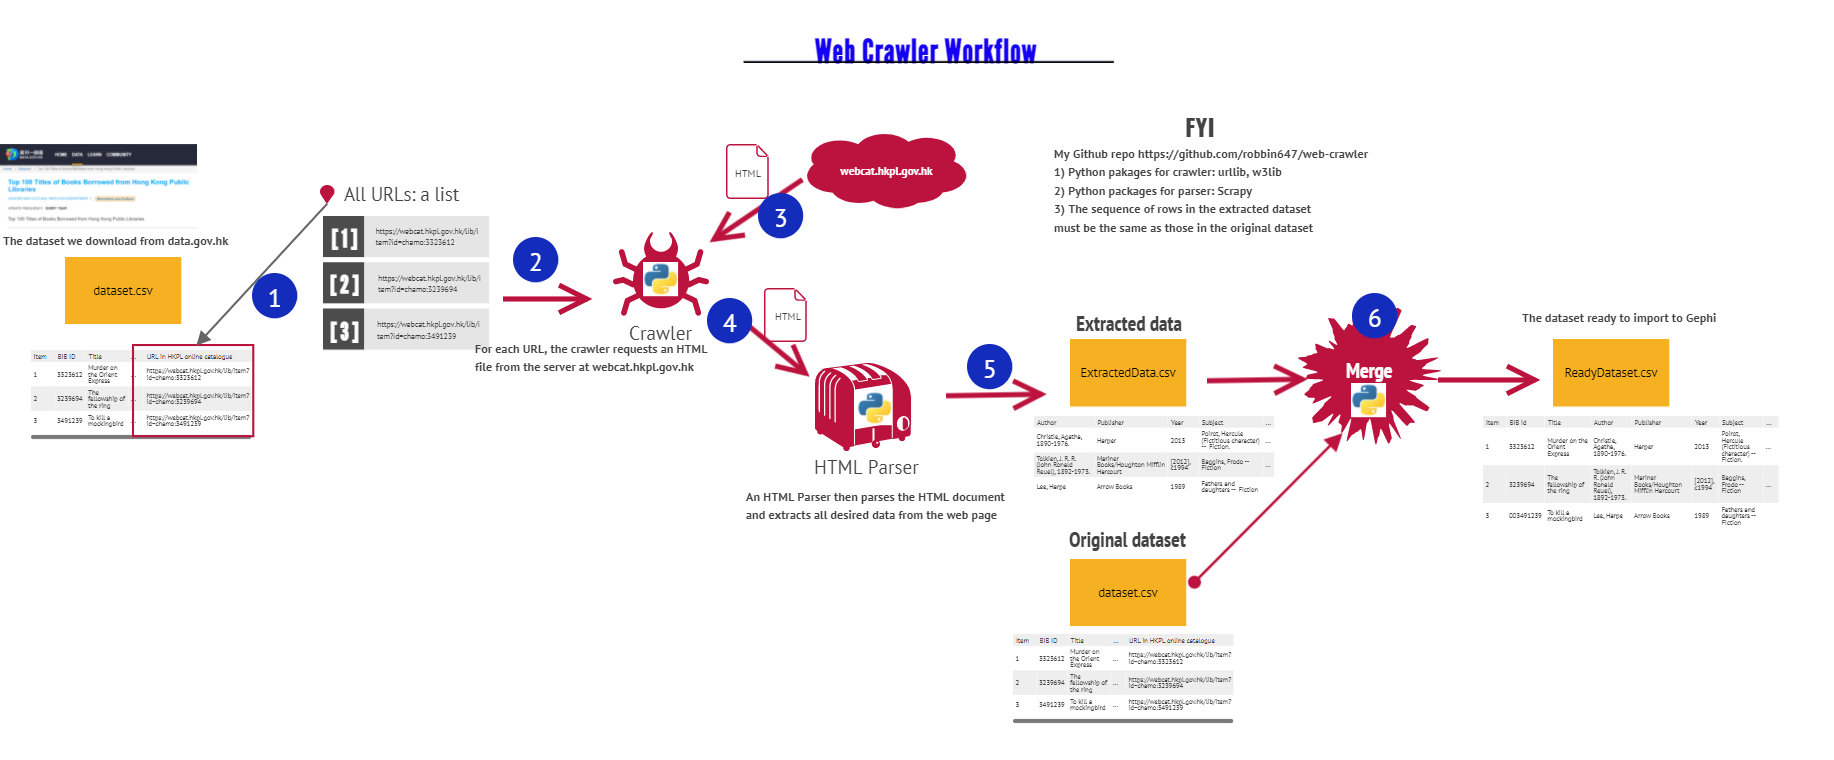 Web Crawler Workflow
HOME DATA LEARN COMMUNITY
Top 100 Titles of Books Borrowed from Hong Kong Public
Libraries
Top 100 Titles of Books Borrowed from Hong Kong Public Libraries
The dataset we download from data.gov.hk
dataset.csv
Item BIB ID Title ... URL in HKPL online catalogue
1 3323612 Murder on the Orient Express ... https://webcat.hkpl.gov.hk/lib/item?id=chamo:3323612
2 3239694 The fellowship of the ring ... https://webcat.hkpl.gov.hk/lib/item?id=chamo:3239694
3 3491239 To kill a mockingbird ... https://webcat.hkpl.gov.hk/lib/item?id=chamo:3491239
1
All URLs: a list
[1] https://webcat.hkpl.gov.hk/lib/i
tem?id=chamo:3323612
[2] https://webcat.hkpl.gov.hk/lib/i
tem?id=chamo:3239694
[3] https://webcat.hkpl.gov.hk/lib/i
tem?id=chamo:3491239
2
Crawler
For each URL, the crawler requests an HTML
file from the server at webcat.hkpl.gov.hk
HTML
webcat.hkpl.gov.hk
3
4
HTML
HTML Parser
An HTML Parser then parses the HTML document
and extracts all desired data from the web page
5
FYI
My Github repo https://github.com/robbin647/web-crawler
1) Python pakages for crawler: urllib, w3lib
2) Python packages for parser: Scrapy
3) The sequence of rows in the extracted dataset
must be the same as those in the original dataset
Extracted data
ExtractedData.csv
Author Publisher Year Subject ...
Christie, Agatha, 1890-1976. Harper 2013 Poirot, Hercule (Fictitious character) -- Fiction. ...
Tolkien, J. R. R. (John Ronald Reuel), 1892-1973. Mariner Books/Houghton Mifflin Harcourt [2012], c1994 Baggins, Frodo -- Fiction ...
Lee, Harpe Arrow Books 1989 Fathers and daughters -- Fiction
Original dataset
dataset.csv
Item BIB ID Title ... URL in HKPL online catalogue
1 3323612 Murder on the Orient Express ... https://webcat.hkpl.gov.hk/lib/item?id=chamo:3323612
2 3239694 The fellowship of the ring ... https://webcat.hkpl.gov.hk/lib/item?id=chamo:3239694
3 3491239 To kill a mockingbird ... https://webcat.hkpl.gov.hk/lib/item?id=chamo:3491239
6
Merge
The dataset ready to import to Gephi
ReadyDataset.csv
Item BIB Id Title Author Publisher Year Subject ...
1 3323612 Murder on the Orient Express Christie, Agatha, 1890-1976. Harper 2013 Poirot, Hercule (Fictitious character) -- Fiction. ...
2 3239694 The fellowship of the ring Tolkien, J. R. R. (John Ronald Reuel), 1892-1973. Mariner Books/Houghton Mifflin Harcourt [2012], c1994 Baggins, Frodo -- Fiction ...
3 003491239 To kill a mockingbird Lee, Harpe Arrow Books 1989 Fathers and daughters -- Fiction